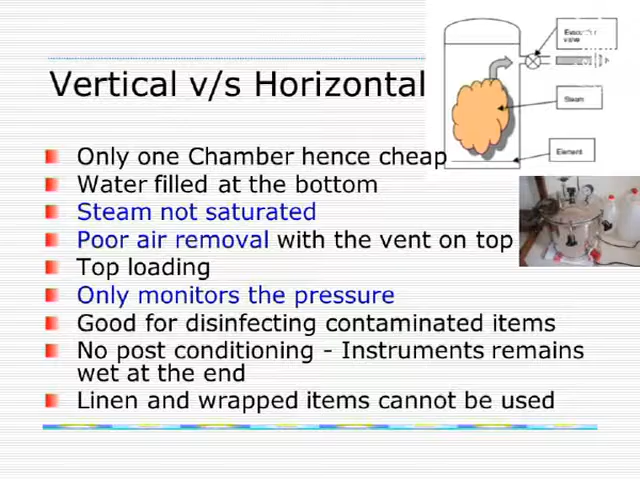 Vertical v/s Horizontal
Only one Chamber hence cheap
Water filled at the bottom
Steam not saturated
Poor air removal with the vent on top
Top loading
Only monitors the pressure
Good for disinfecting contaminated items
No post conditioning - Instruments remains
wet at the end
Linen and wrapped items cannot be used
Steam
Element